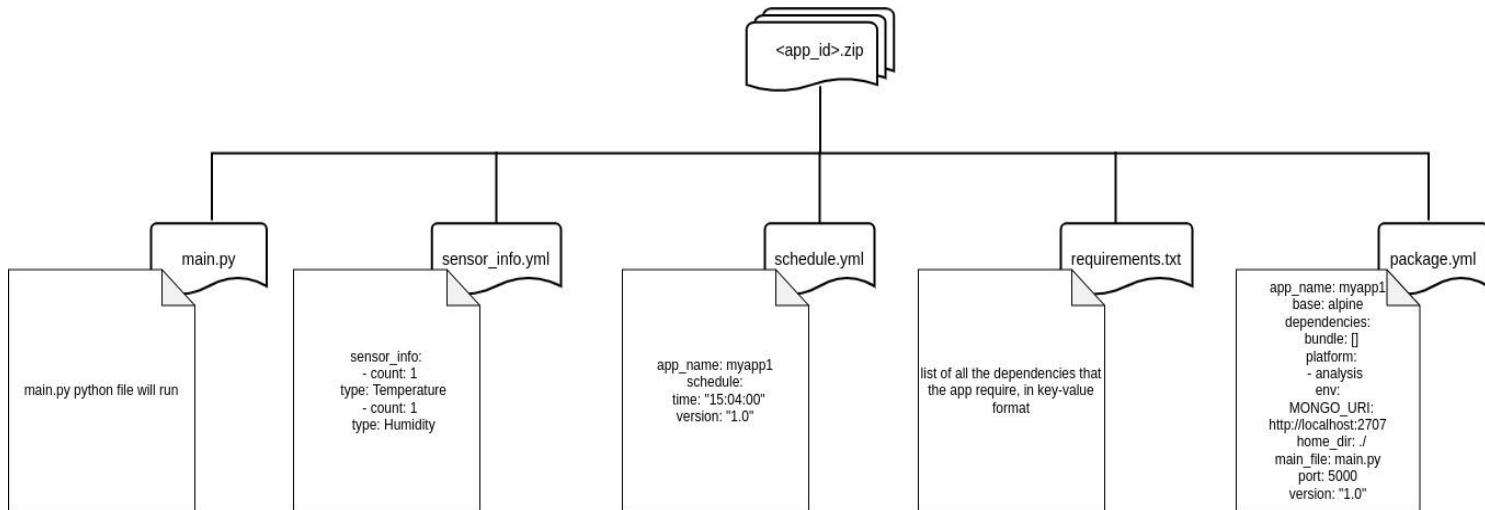 <app_id>.zip
main.py
sensor_info.yml
schedule.yml
requirements.txt
package.yml
main.py python file will run
sensor_info:
- count: 1
type: Temperature
- count: 1
type: Humidity
app_name: myapp1
schedule:
time: "15:04:00"
version: "1.0"
list of all the dependencies that
the app require, in key-value
format
app_name: myapp1
base: alpine
dependencies:
bundle: []
platform:
- analysis
env:
MONGO_URI:
http://localhost:2707
home_dir: ./
main_file: main.py
port: 5000
version: "1.0"